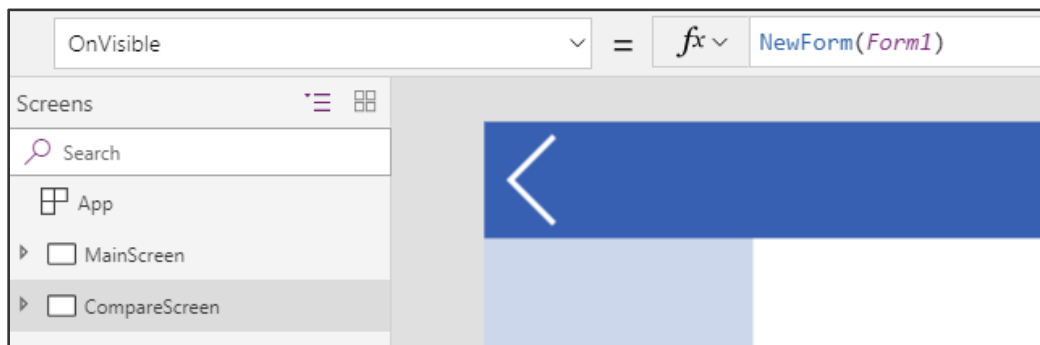 OnVisible = fx NewForm(Form1)
Screens
Search
App
MainScreen
CompareScreen